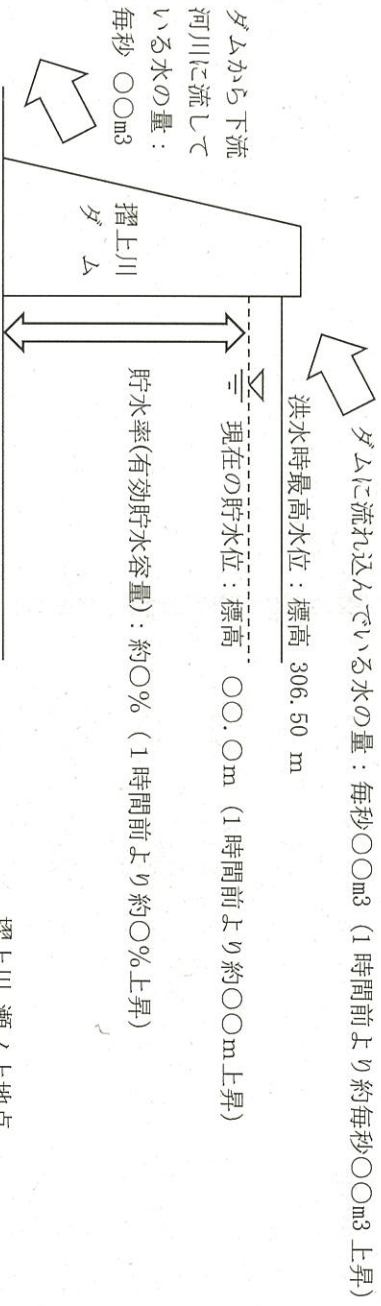 ダムに流れ込んでいる水の量：毎秒○○m3（1時間前より約毎秒○○m3上昇）
洪水時最高水位：標高 306.50 m
現在の貯水位：標高 ○○.○m（1時間前より約○○m上昇）
貯水率(有効貯水容量)：約○%（1時間前より約○%上昇）
摺上川
ダム
ダムから下流
河川に流して
いる水の量：
毎秒 ○○m3